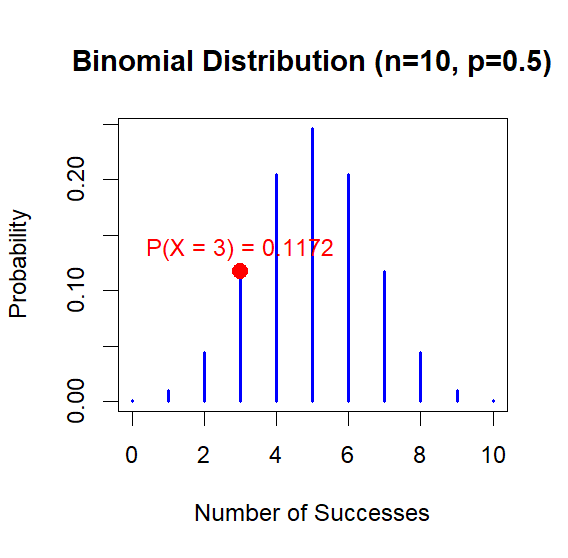 Binomial Distribution (n=10, p=0.5)
Probability
0.20
0.10
0.00
P(X = 3) = 0.1172
0 2 4 6 8 10
Number of Successes